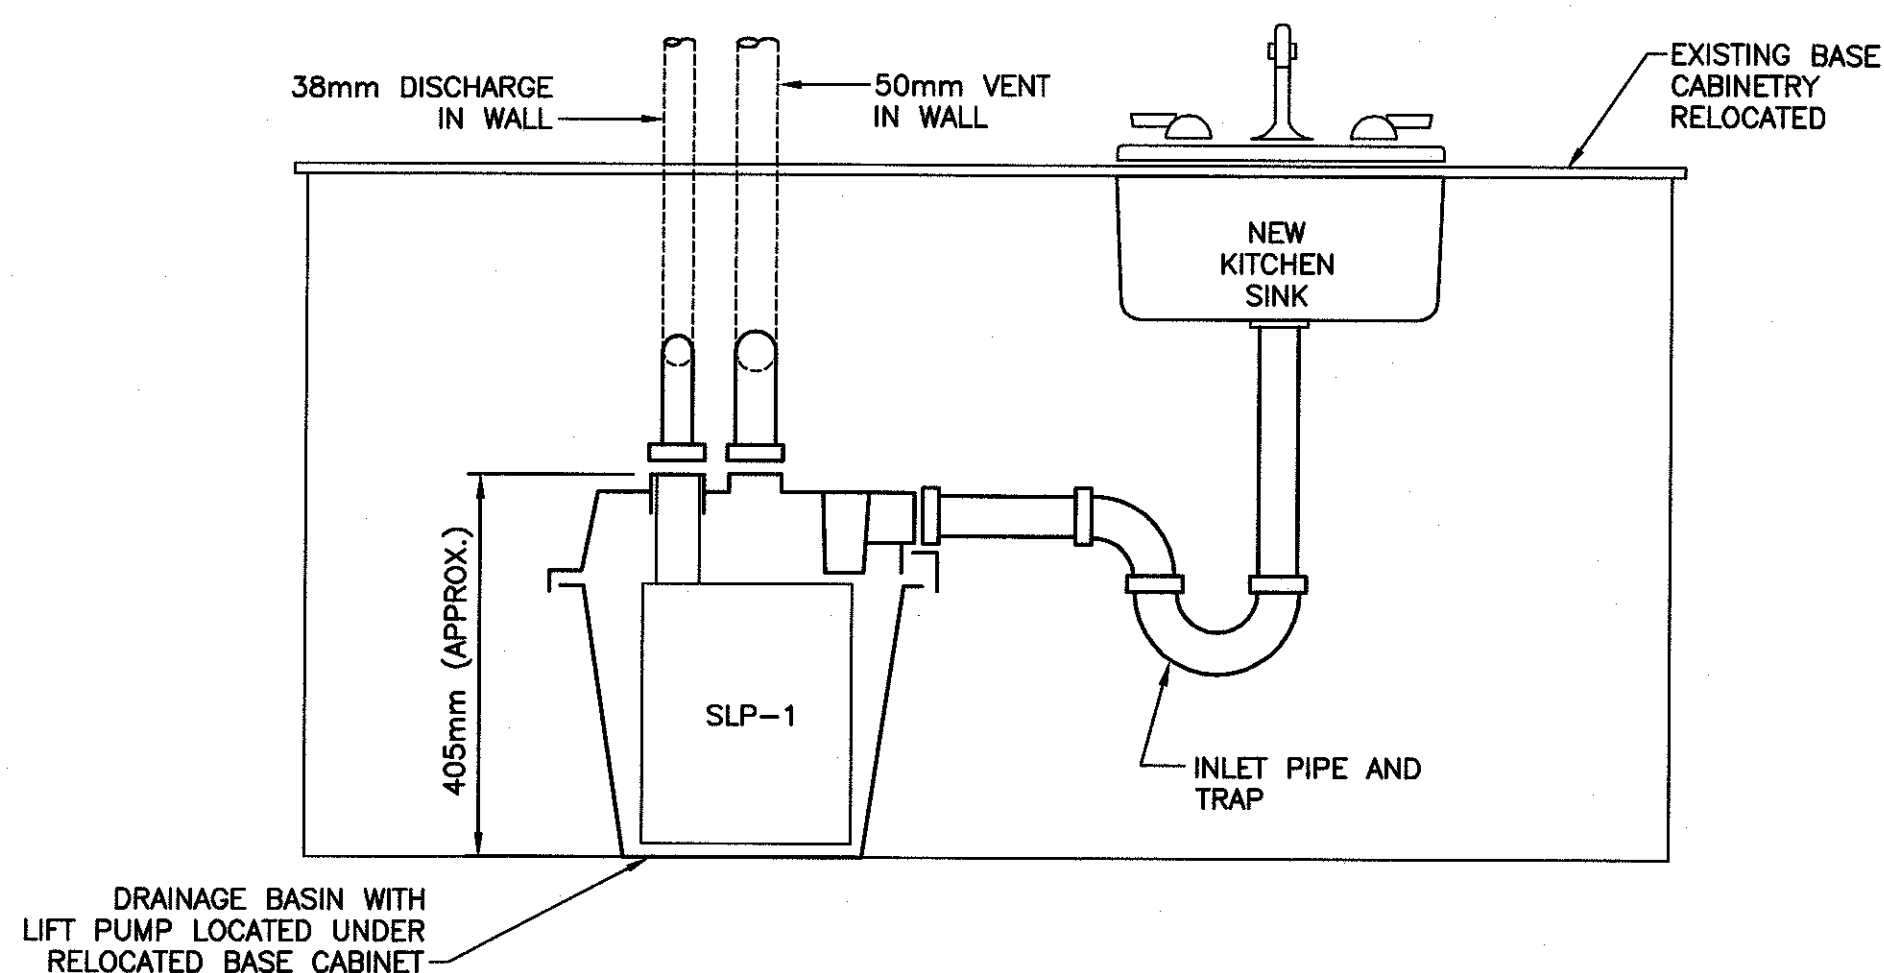 38mm DISCHARGE
IN WALL
50mm VENT
IN WALL
EXISTING BASE
CABINETRY
RELOCATED
NEW
KITCHEN
SINK
405mm (APPROX.)
SLP-1
INLET PIPE AND
TRAP
DRAINAGE BASIN WITH
LIFT PUMP LOCATED UNDER
RELOCATED BASE CABINET